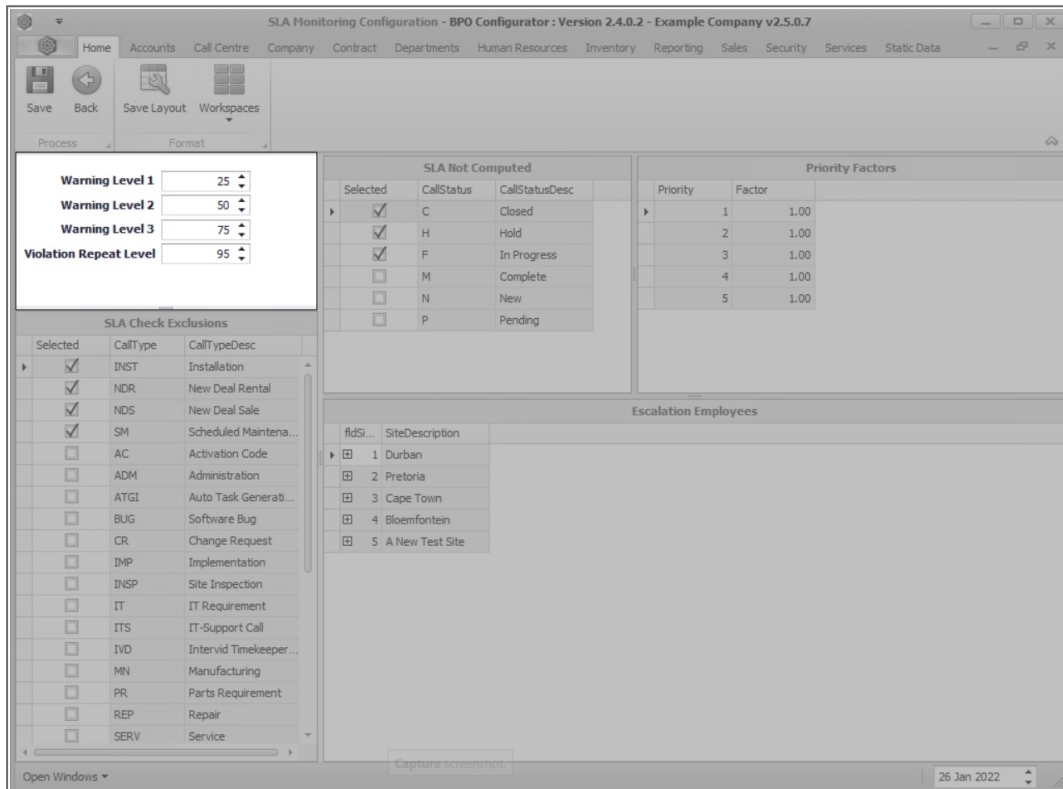 SLA Monitoring Configuration - BPO Configurator : Version 2.4.0.2 - Example Company v2.5.0.7
Home Accounts Call Centre Company Contract Departments Human Resources Inventory Reporting Sales Security Services Static Data
Save Back Save Layout Workspaces
Process Format
Warning Level 1 25
Warning Level 2 50
Warning Level 3 75
Violation Repeat Level 95
SLA Check Exclusions
Selected CallType CallTypeDesc
INST Installation
NDR New Deal Rental
NDS New Deal Sale
SM Scheduled Maintena...
AC Activation Code
ADM Administration
ATGI Auto Task Generati...
BUG Software Bug
CR Change Request
IMP Implementation
INSP Site Inspection
IT IT Requirement
ITS IT-Support Call
IVD Intervid Timekeeper...
MN Manufacturing
PR Parts Requirement
REP Repair
SERV Service
SLA Not Computed
Selected CallStatus CallStatusDesc
C Closed
H Hold
F In Progress
M Complete
N New
P Pending
Priority Factors
Priority Factor
1 1.00
2 1.00
3 1.00
4 1.00
5 1.00
Escalation Employees
fldSi... SiteDescription
1 Durban
2 Pretoria
3 Cape Town
4 Bloemfontein
5 A New Test Site
Capture screenshot.
Open Windows 26 Jan 2022